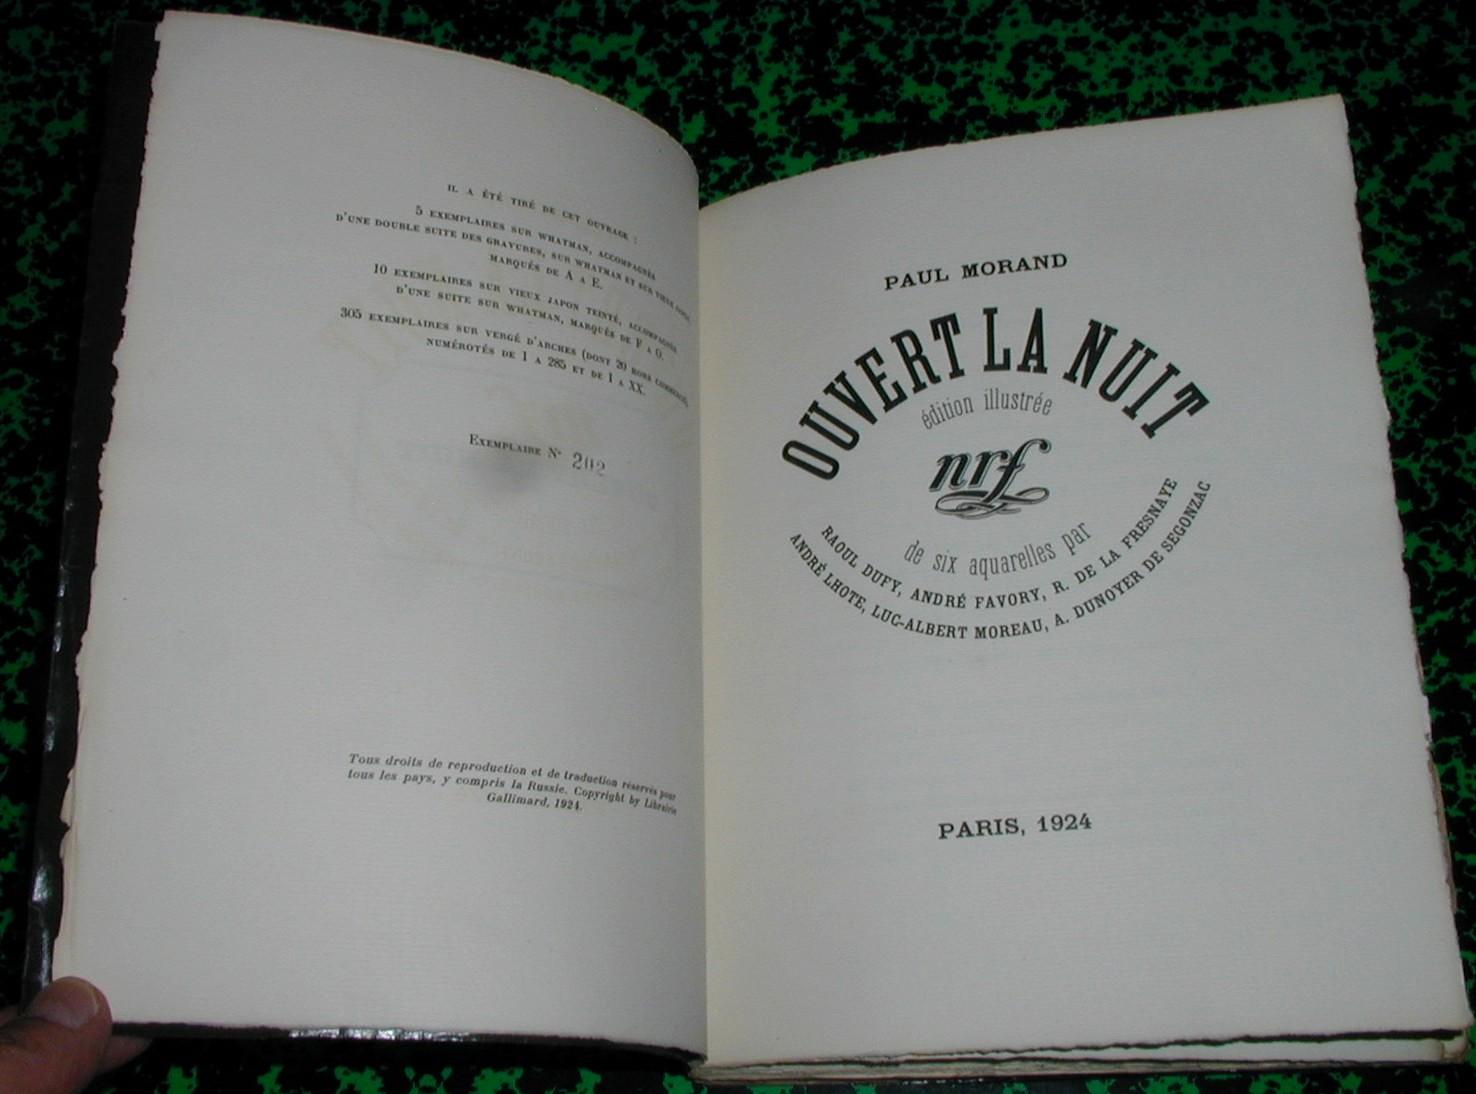 IL A ÉTÉ TIRÉ DE CET OUVRAGE :
5 EXEMPLAIRES SUR WHATMAN, ACCOMPAGNÉS
D'UNE DOUBLE SUITE DES GRAVURES, SUR WHATMAN ET SUR VIEUX JAPON,
MARQUÉS DE A A E.
10 EXEMPLAIRES SUR VIEUX JAPON TEINTÉ, ACCOMPAGNÉS
D'UNE SUITE SUR WHATMAN, MARQUÉS DE F A O.
305 EXEMPLAIRES SUR VERGÉ D'ARCHES (DONT 20 HORS COMMERCE)
NUMÉROTÉS DE 1 A 285 ET DE I A XX.
EXEMPLAIRE N° 202
Tous droits de reproduction et de traduction réservés pour
tous les pays, y compris la Russie. Copyright by Librairie
Gallimard, 1924.
PAUL MORAND
OUVERT LA NUIT
édition illustrée
nrf
de six aquarelles par
RAOUL DUFY, ANDRÉ FAVORY, R. DE LA FRESNAYE
ANDRÉ LHOTE, LUC-ALBERT MOREAU, A. DUNOYER DE SEGONZAC
PARIS, 1924